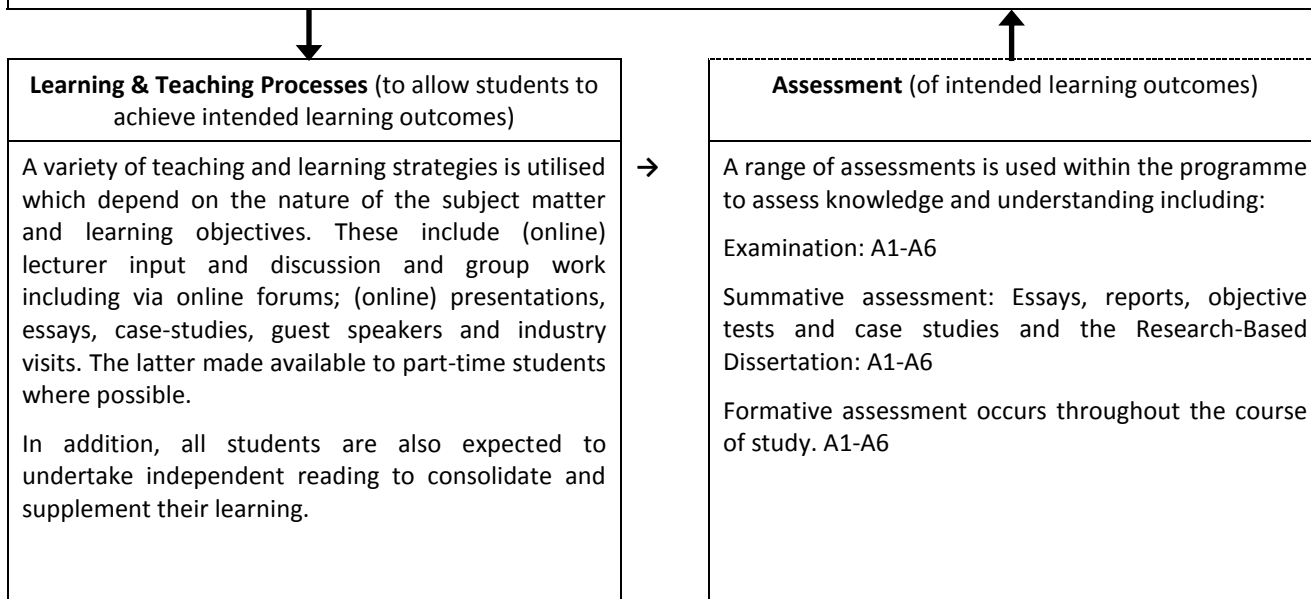 Learning & Teaching Processes (to allow students to
achieve intended learning outcomes)
A variety of teaching and learning strategies is utilised
which depend on the nature of the subject matter
and learning objectives. These include (online)
lecturer input and discussion and group work
including via online forums; (online) presentations,
essays, case-studies, guest speakers and industry
visits. The latter made available to part-time students
where possible.
In addition, all students are also expected to
undertake independent reading to consolidate and
supplement their learning.
→
Assessment (of intended learning outcomes)
A range of assessments is used within the programme
to assess knowledge and understanding including:
Examination: A1-A6
Summative assessment: Essays, reports, objective
tests and case studies and the Research-Based
Dissertation: A1-A6
Formative assessment occurs throughout the course
of study. A1-A6